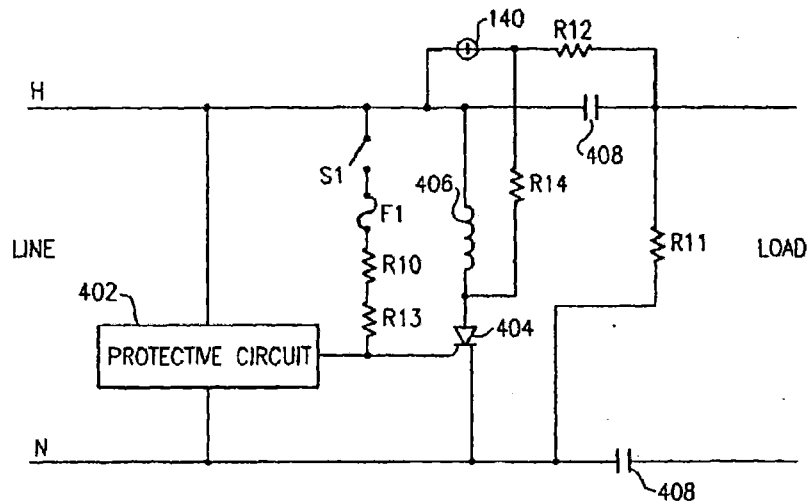 140
R12
H
408
S1
406
R14
F1
R11
LINE
R10
LOAD
402
R13
404
PROTECTIVE CIRCUIT
N
408